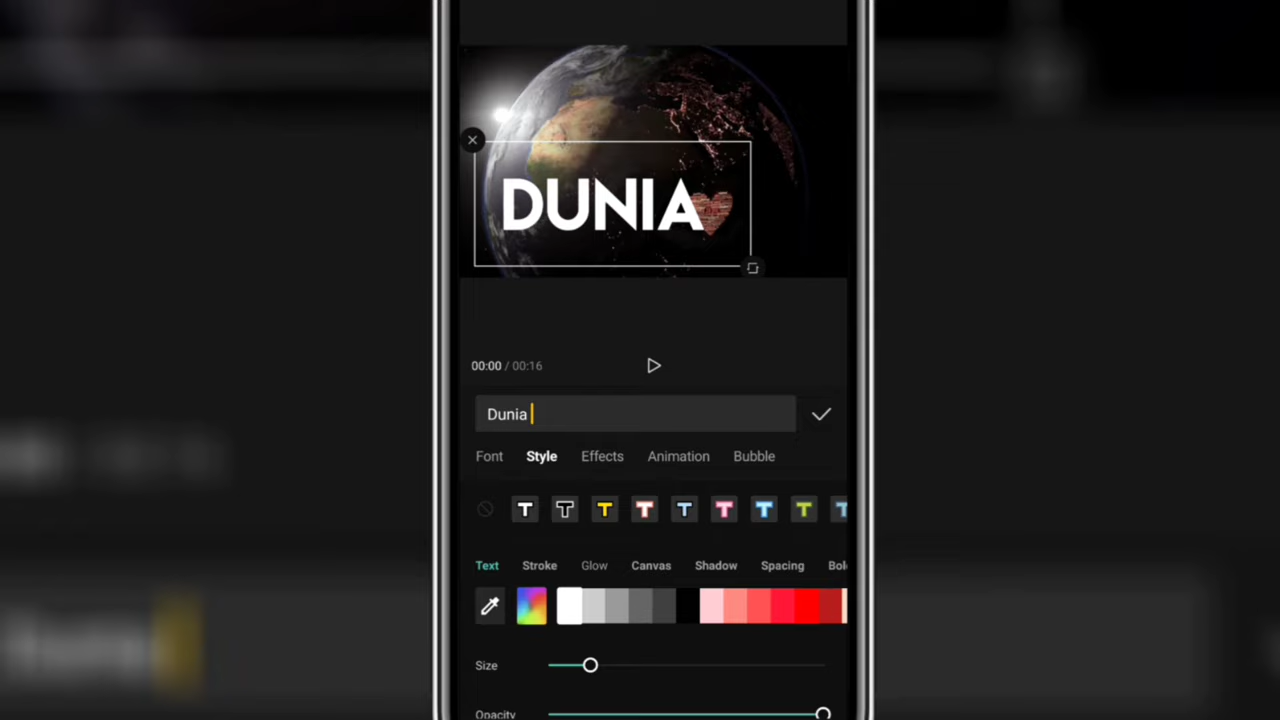 DUNIA
00:00 / 00:16
Dunia
Font Style Effects Animation Bubble
T T T T T T T T T
Text Stroke Glow Canvas Shadow Spacing Bol
Size
Opacity